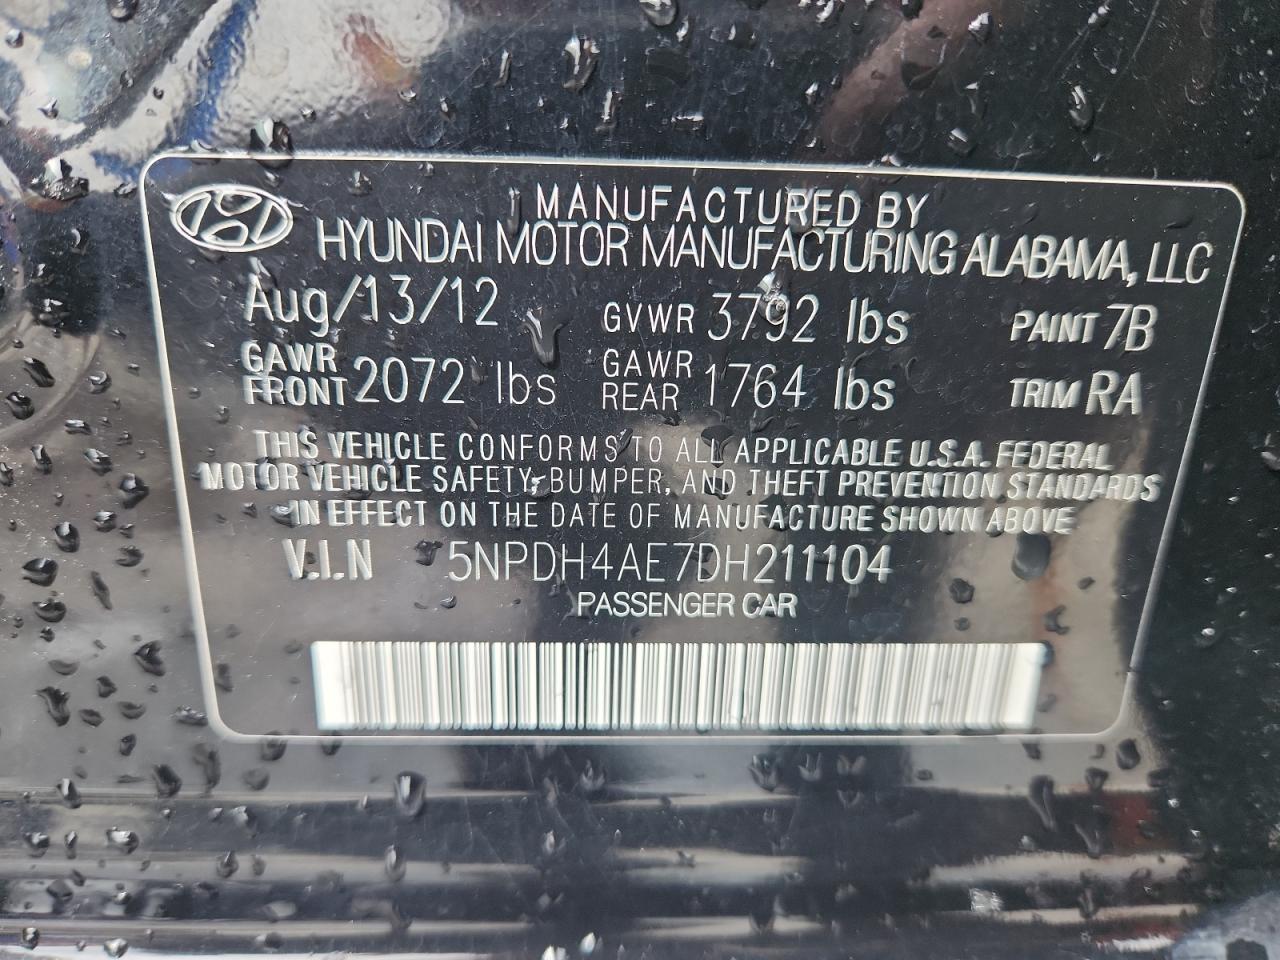 MANUFACTURED BY
HYUNDAI MOTOR MANUFACTURING ALABAMA, LLC
Aug/13/12 GVWR 3792 lbs PAINT 7B
GAWR FRONT 2072 lbs GAWR REAR 1764 lbs TRIM RA
THIS VEHICLE CONFORMS TO ALL APPLICABLE U.S.A. FEDERAL
MOTOR VEHICLE SAFETY, BUMPER, AND THEFT PREVENTION STANDARDS
IN EFFECT ON THE DATE OF MANUFACTURE SHOWN ABOVE
V.I.N 5NPDH4AE7DH211104
PASSENGER CAR